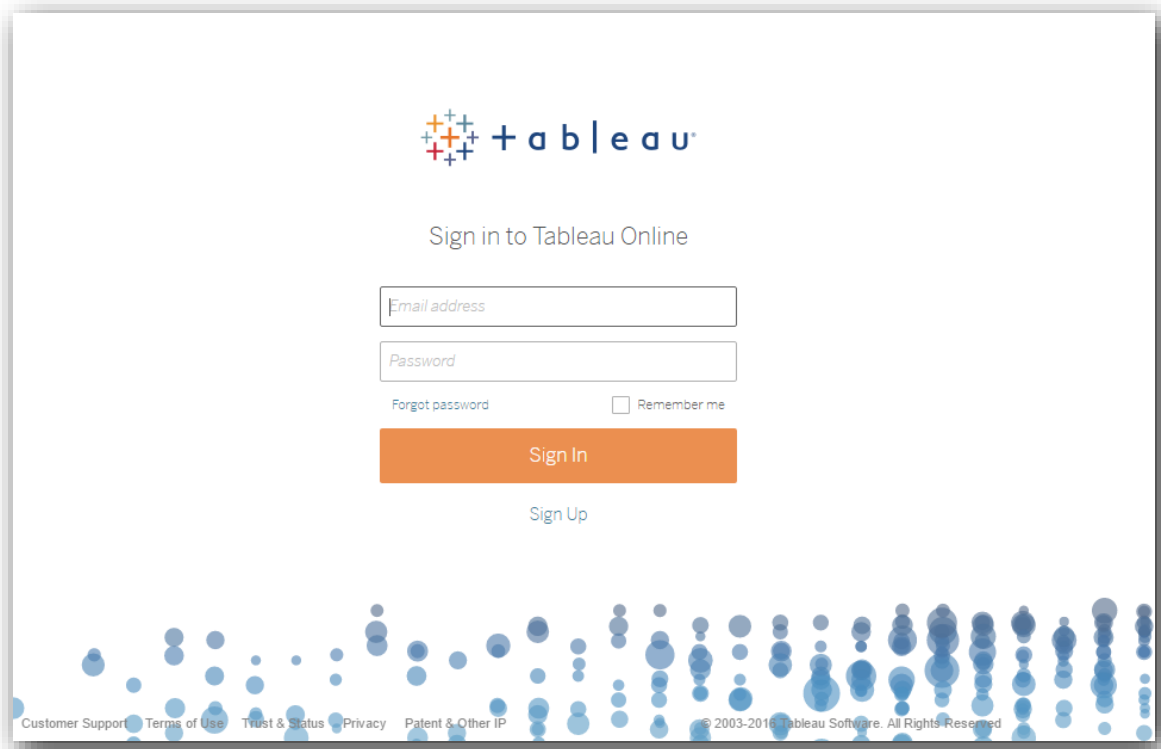 +ableau
Sign in to Tableau Online
Email address
Password
Forgot password Remember me
Sign In
Sign Up
Customer Support Terms of Use Trust & Status Privacy Patent & Other IP © 2003-2016 Tableau Software. All Rights Reserved